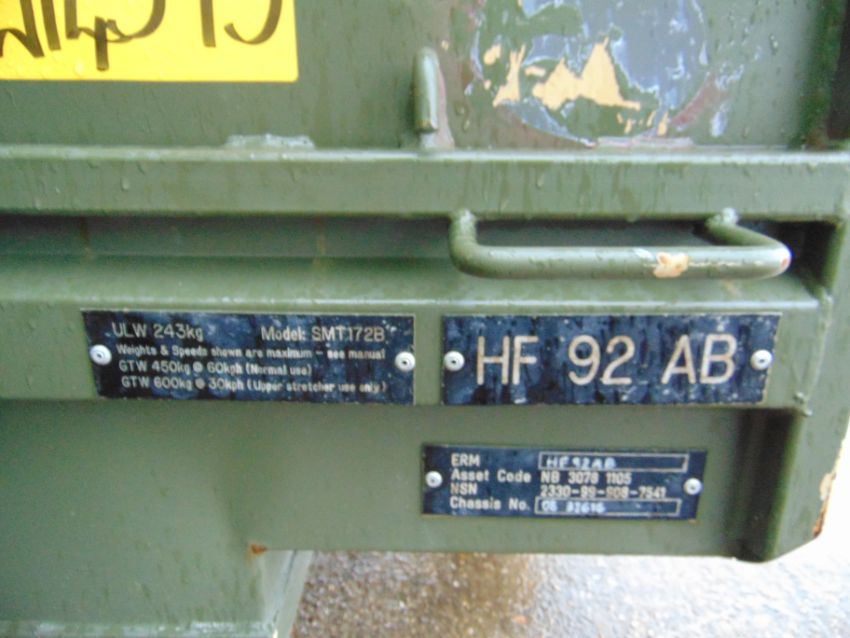 ULW 243kg Model: SMT172B
Weights & Speeds shown are maximum - see manual
GTW 450kg @ 60kph (Normal use)
GTW 600kg @ 30kph (Upper stretcher use only)
HF 92 AB
ERM HF92AB
Asset Code NB 3078 1105
NSN 2330-99-908-7541
Chassis No. 06